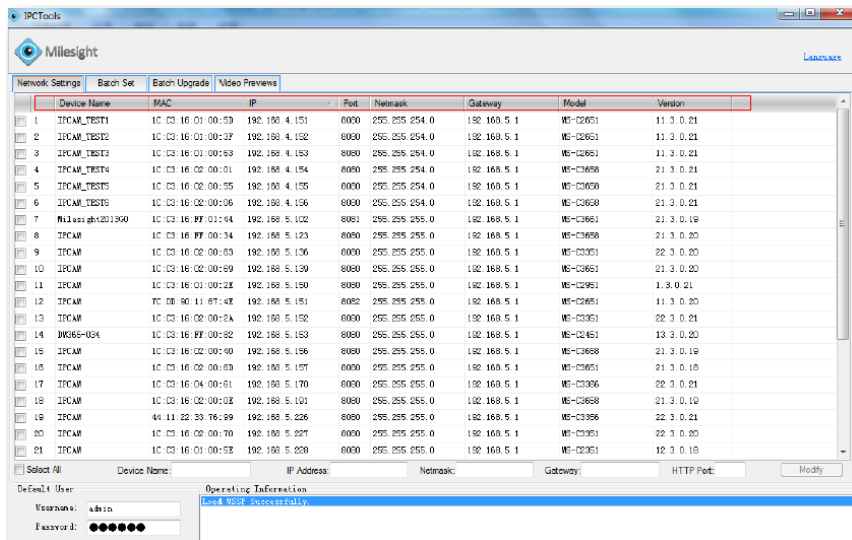 IPCTools
Milesight
Language
Network Settings Batch Set Batch Upgrade Video Previews
Device Name MAC IP Port Netmask Gateway Model Version
1 IPCAM_TEST1 1C:C3:16:01:00:5D 192.168.4.151 8080 255.255.254.0 192.168.5.1 MS-C2651 11.3.0.21
2 IPCAM_TEST2 1C:C3:16:01:00:3F 192.168.4.152 8080 255.255.254.0 192.168.5.1 MS-C2651 11.3.0.21
3 IPCAM_TEST3 1C:C3:16:01:00:63 192.168.4.153 8080 255.255.254.0 192.168.5.1 MS-C2651 11.3.0.21
4 IPCAM_TEST4 1C:C3:16:02:00:01 192.168.4.154 8080 255.255.254.0 192.168.5.1 MS-C3658 21.3.0.21
5 IPCAM_TEST5 1C:C3:16:02:00:55 192.168.4.155 8080 255.255.254.0 192.168.5.1 MS-C3658 21.3.0.21
6 IPCAM_TEST6 1C:C3:16:02:00:06 192.168.4.156 8080 255.255.254.0 192.168.5.1 MS-C3658 21.3.0.21
7 Milesight2013GO 1C:C3:16:FF:01:44 192.168.5.102 8081 255.255.255.0 192.168.5.1 MS-C3651 21.3.0.19
8 IPCAM 1C:C3:16:FF:00:34 192.168.5.123 8080 255.255.255.0 192.168.5.1 MS-C3658 21.3.0.20
9 IPCAM 1C:C3:16:02:00:63 192.168.5.136 8080 255.255.255.0 192.168.5.1 MS-C3351 22.3.0.21
10 IPCAM 1C:C3:16:02:00:69 192.168.5.139 8080 255.255.255.0 192.168.5.1 MS-C3651 21.3.0.20
11 IPCAM 1C:C3:16:01:00:2E 192.168.5.150 8080 255.255.255.0 192.168.5.1 MS-C2951 1.3.0.21
12 IPCAM 7C:DD:90:11:67:4E 192.168.5.151 8082 255.255.255.0 192.168.5.1 MS-C2651 11.3.0.20
13 IPCAM 1C:C3:16:02:00:2A 192.168.5.152 8080 255.255.255.0 192.168.5.1 MS-C3351 22.3.0.21
14 DW365-034 1C:C3:16:FF:00:82 192.168.5.153 8080 255.255.255.0 192.168.5.1 MS-C2451 13.3.0.20
15 IPCAM 1C:C3:16:02:00:40 192.168.5.156 8080 255.255.255.0 192.168.5.1 MS-C3658 21.3.0.19
16 IPCAM 1C:C3:16:02:00:6D 192.168.5.157 8080 255.255.255.0 192.168.5.1 MS-C3651 21.3.0.18
17 IPCAM 1C:C3:16:04:00:61 192.168.5.170 8080 255.255.255.0 192.168.5.1 MS-C3366 22.3.0.21
18 IPCAM 1C:C3:16:02:00:0E 192.168.5.191 8080 255.255.255.0 192.168.5.1 MS-C3658 21.3.0.19
19 IPCAM 44:11:22:33:76:99 192.168.5.226 8080 255.255.255.0 192.168.5.1 MS-C3356 22.3.0.21
20 IPCAM 1C:C3:16:02:00:70 192.168.5.227 8080 255.255.255.0 192.168.5.1 MS-C3351 22.3.0.20
21 IPCAM 1C:C3:16:01:00:5E 192.168.5.228 8080 255.255.255.0 192.168.5.1 MS-C2351 12.3.0.18
Select All Device Name: IP Address: Netmask: Gateway: HTTP Port: Modify
Default User Operating Information
Load MSSP Successfully.
Username: admin
Password: